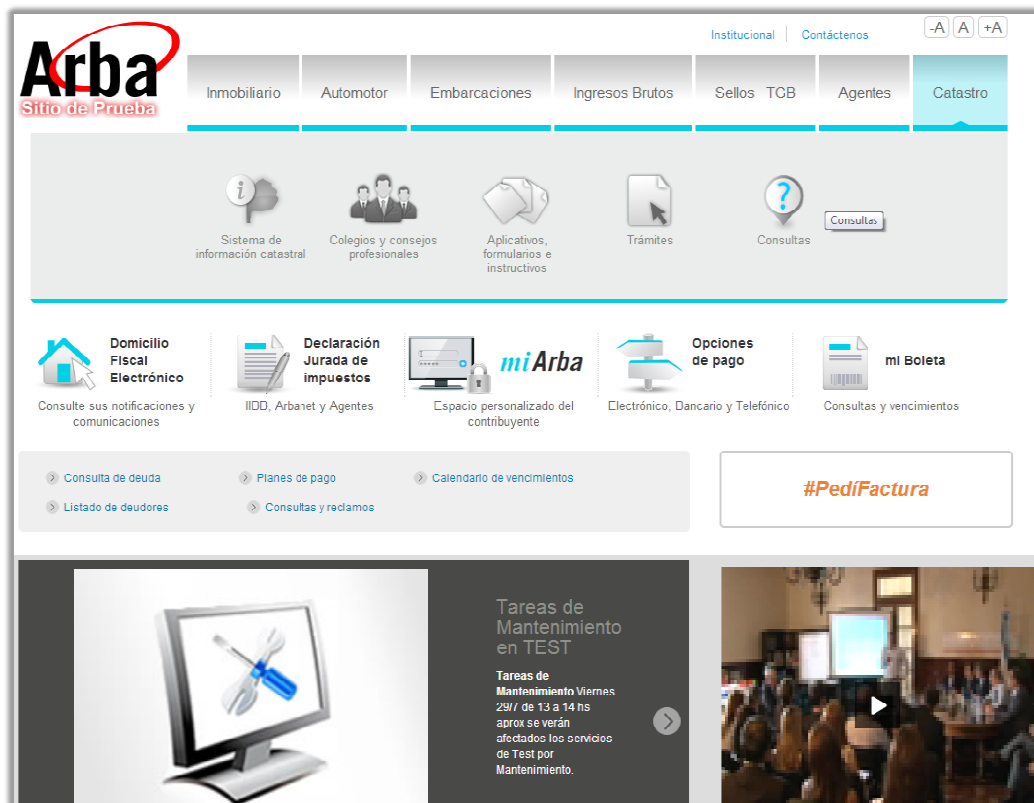 Institucional
Contáctenos
-A A +A
Arba
Sitio de Prueba
Inmobiliario
Automotor
Embarcaciones
Ingresos Brutos
Sellos TCB
Agentes
Catastro
Sistema de
información catastral
Colegios y consejos
profesionales
Aplicativos,
formularios e
instructivos
Trámites
Consultas
Consultas
Domicilio
Fiscal
Electrónico
Consulte sus notificaciones y
comunicaciones
Declaración
Jurada de
impuestos
IIDD, Arbanet y Agentes
mi Arba
Espacio personalizado del
contribuyente
Opciones
de pago
Electrónico, Bancario y Telefónico
mi Boleta
Consultas y vencimientos
Consulta de deuda
Planes de pago
Calendario de vencimientos
Listado de deudores
Consultas y reclamos
#PedíFactura
Tareas de
Mantenimiento
en TEST
Tareas de
Mantenimiento Viernes
29/7 de 13 a 14 hs
aprox se verán
afectados los servicios
de Test por
Mantenimiento.